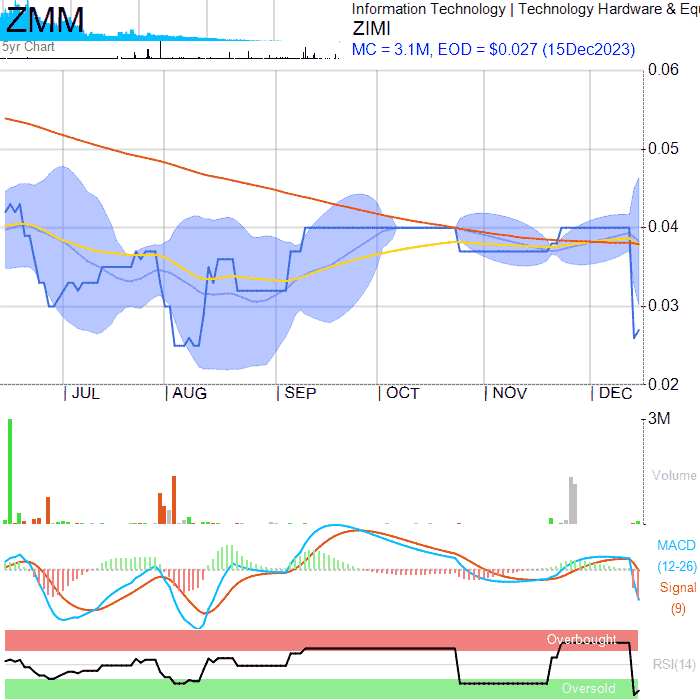 ZMM
5yr Chart
Information Technology | Technology Hardware & Equ
ZIMI
MC = 3.1M, EOD = $0.027 (15Dec2023)
0.06
0.05
0.04
0.03
0.02
JUL AUG SEP OCT NOV DEC
3M
Volume
MACD
(12-26)
Signal
(9)
Overbought
RSI(14)
Oversold